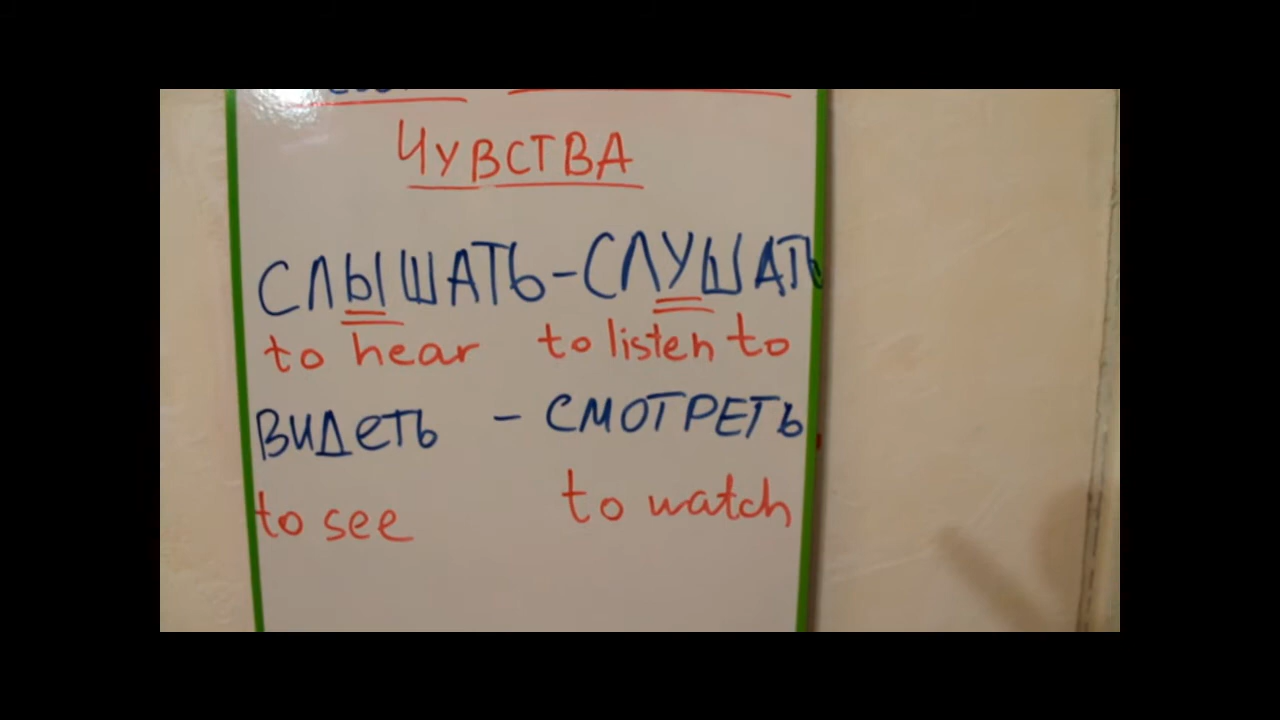 ЧУВСТВА
СЛЫШАТЬ - СЛУШАТЬ
to hear to listen to
ВИДЕТЬ - СМОТРЕТЬ
to see to watch